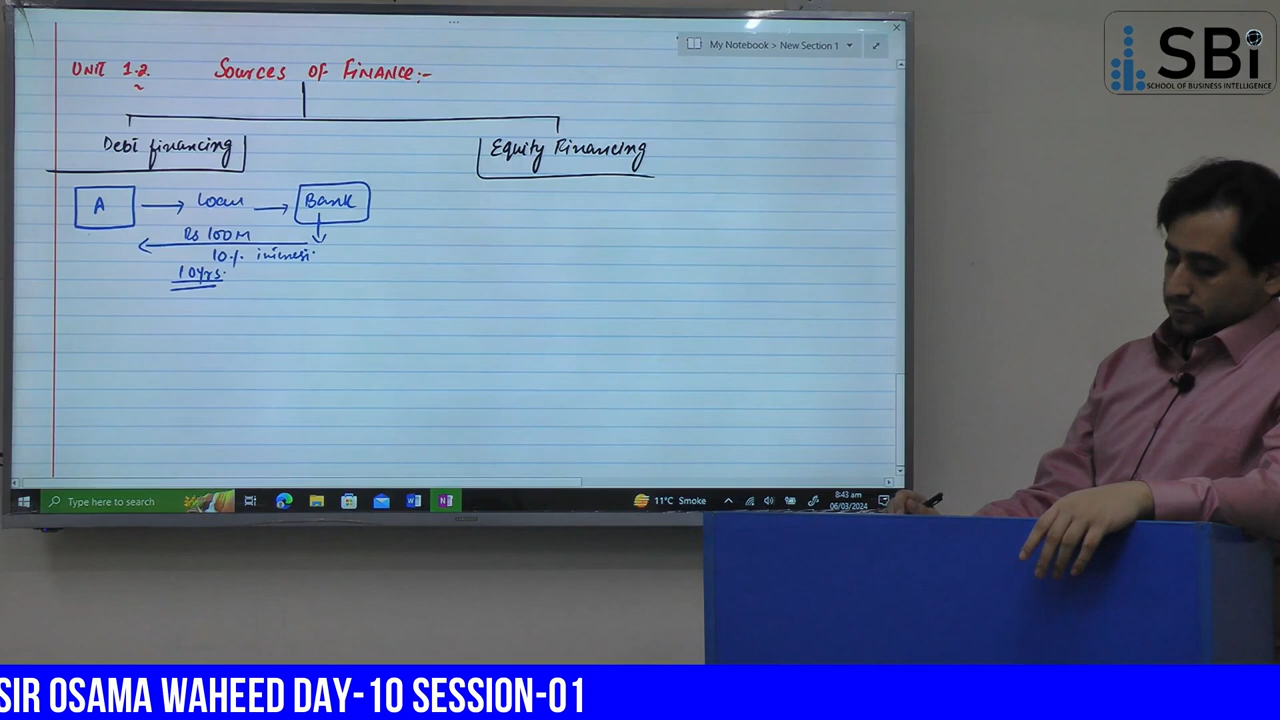 My Notebook > New Section 1
SBi
SCHOOL OF BUSINESS INTELLIGENCE
UNIT 1.2. Sources OF FINANCE:-
Debt financing
Equity Financing
A → Loan → Bank
Rs 100M
10% interest
10yrs.
Type here to search
11°C Smoke
8:43 am
06/03/2024
SIR OSAMA WAHEED DAY-10 SESSION-01